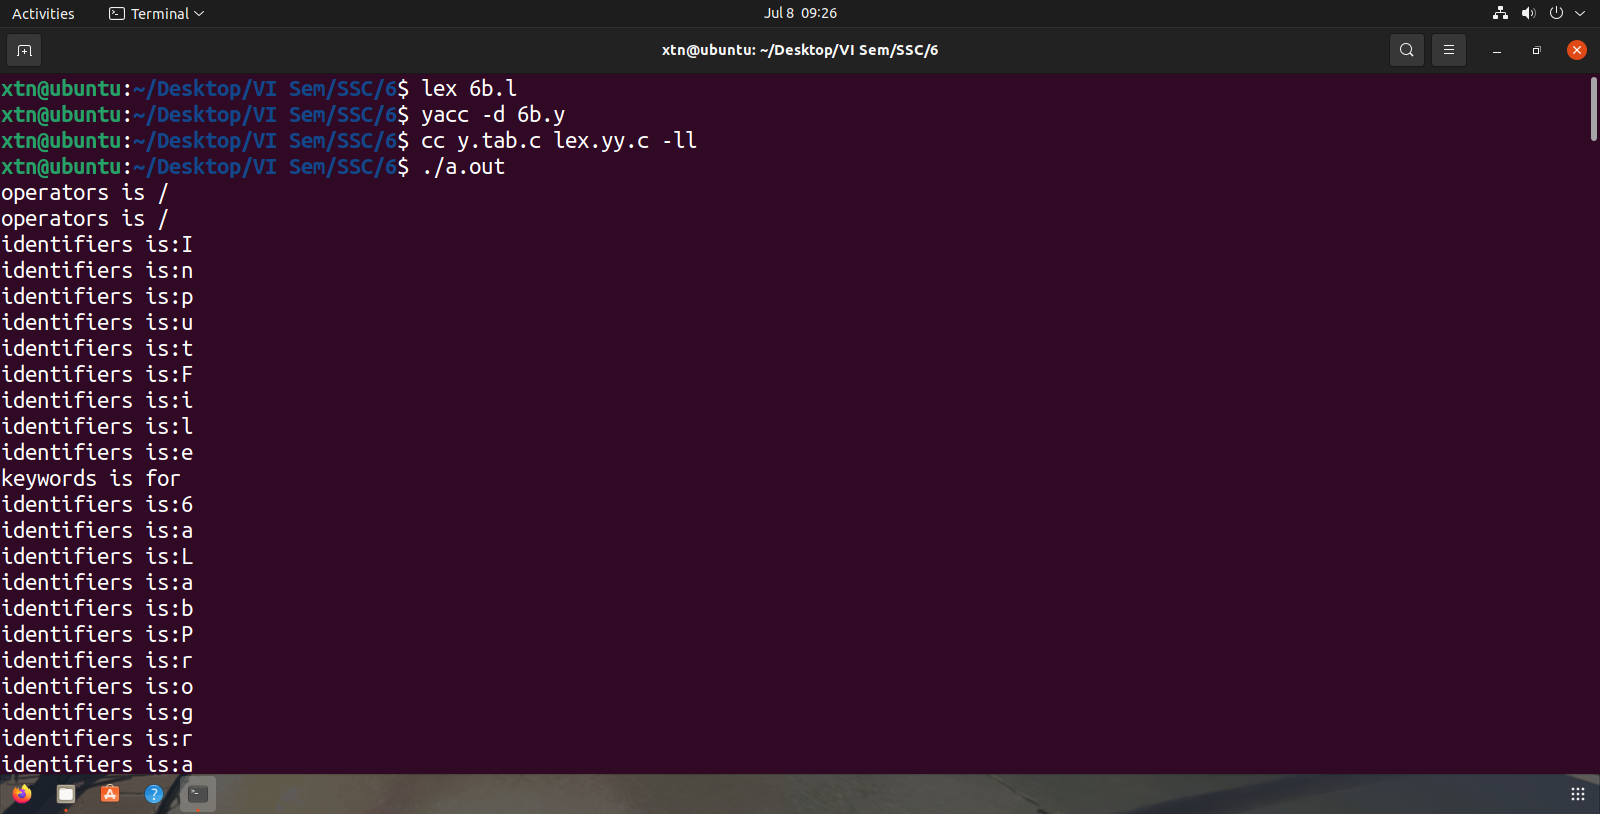 Activities
Terminal
Jul 8 09:26
xtn@ubuntu: ~/Desktop/VI Sem/SSC/6
xtn@ubuntu:~/Desktop/VI Sem/SSC/6$ lex 6b.l
xtn@ubuntu:~/Desktop/VI Sem/SSC/6$ yacc -d 6b.y
xtn@ubuntu:~/Desktop/VI Sem/SSC/6$ cc y.tab.c lex.yy.c -ll
xtn@ubuntu:~/Desktop/VI Sem/SSC/6$ ./a.out
operators is /
operators is /
identifiers is:I
identifiers is:n
identifiers is:p
identifiers is:u
identifiers is:t
identifiers is:F
identifiers is:i
identifiers is:l
identifiers is:e
keywords is for
identifiers is:6
identifiers is:a
identifiers is:L
identifiers is:a
identifiers is:b
identifiers is:P
identifiers is:r
identifiers is:o
identifiers is:g
identifiers is:r
identifiers is:a